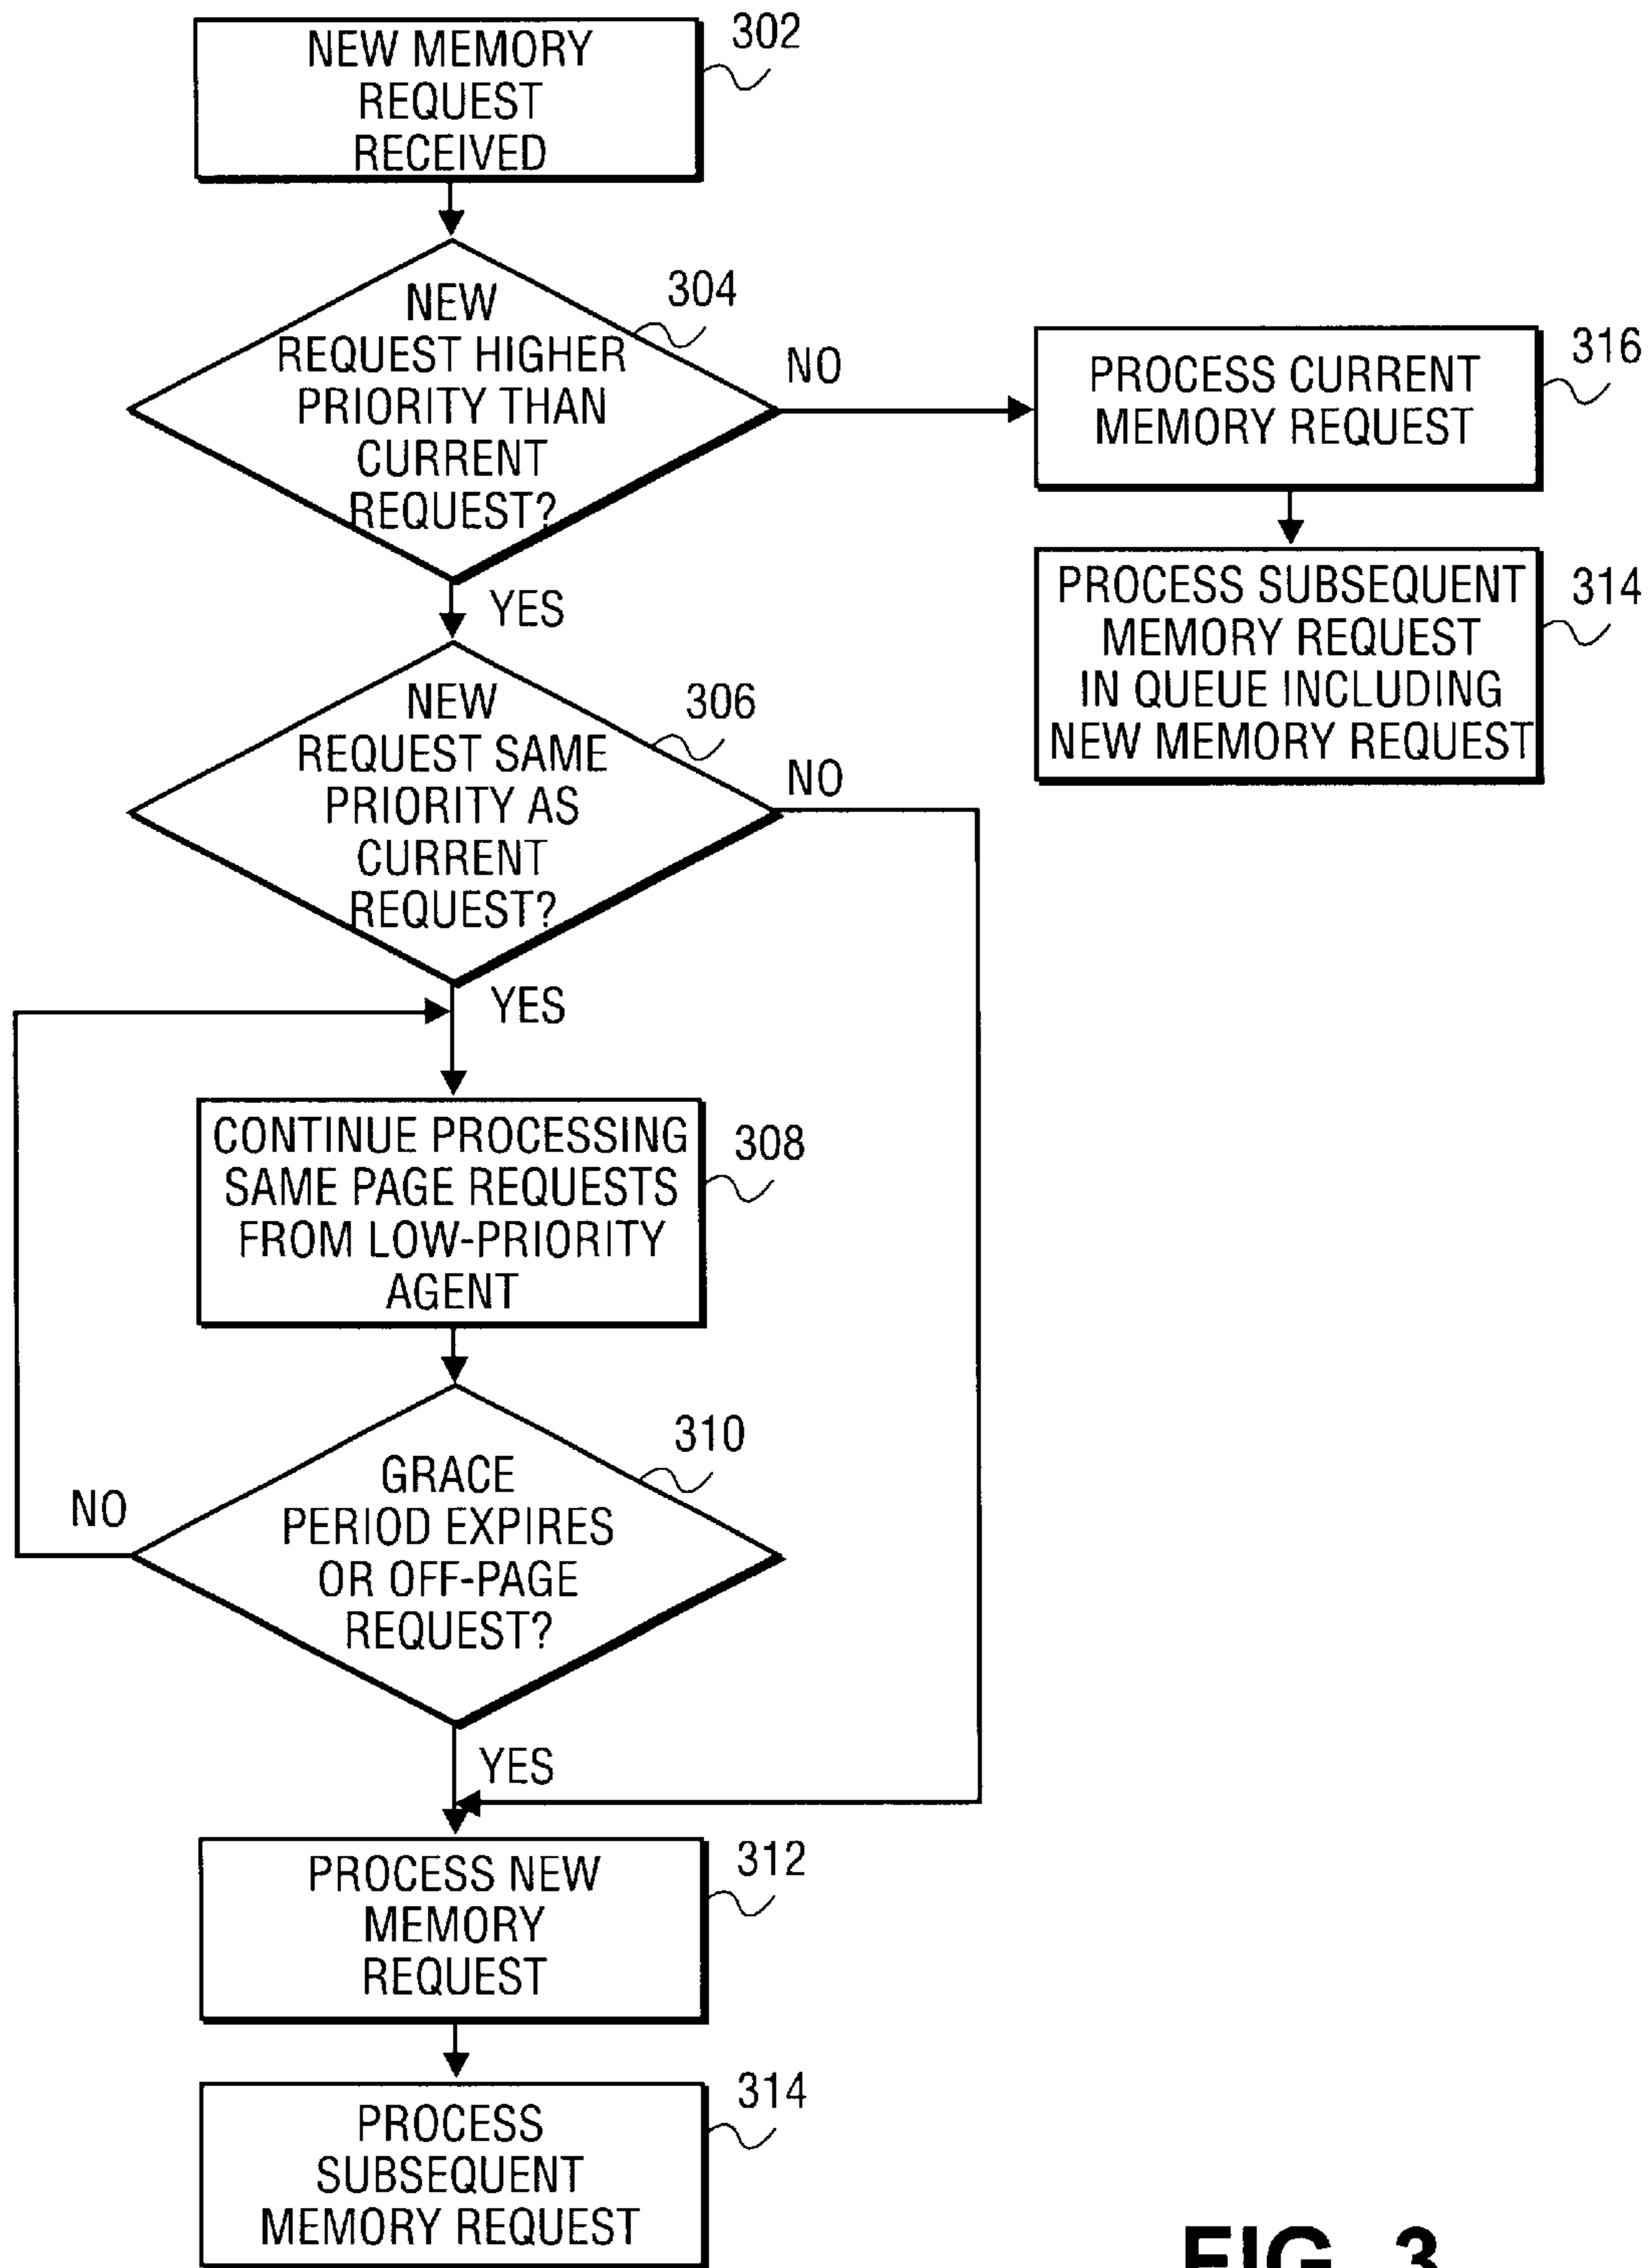 NEW MEMORY
REQUEST
RECEIVED
302
NEW
REQUEST HIGHER
PRIORITY THAN
CURRENT
REQUEST?
304
NO
PROCESS CURRENT
MEMORY REQUEST
316
PROCESS SUBSEQUENT
MEMORY REQUEST
IN QUEUE INCLUDING
NEW MEMORY REQUEST
314
YES
NEW
REQUEST SAME
PRIORITY AS
CURRENT
REQUEST?
306
NO
YES
CONTINUE PROCESSING
SAME PAGE REQUESTS
FROM LOW-PRIORITY
AGENT
308
GRACE
PERIOD EXPIRES
OR OFF-PAGE
REQUEST?
310
NO
YES
PROCESS NEW
MEMORY
REQUEST
312
PROCESS
SUBSEQUENT
MEMORY REQUEST
314
FIG. 3